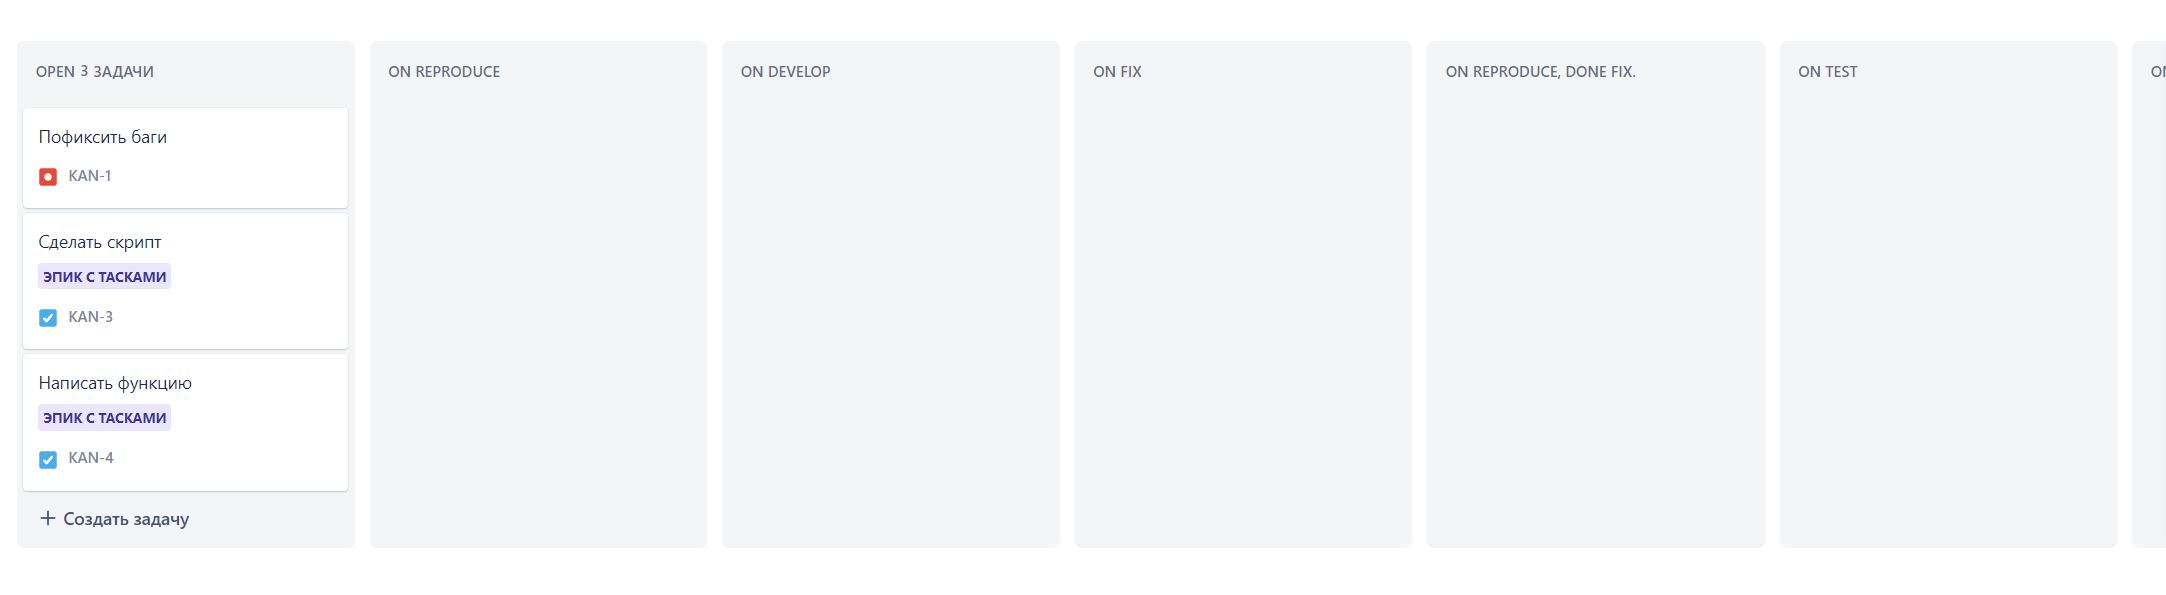 OPEN 3 ЗАДАЧИ
ON REPRODUCE
ON DEVELOP
ON FIX
ON REPRODUCE, DONE FIX.
ON TEST
Пофиксить баги
KAN-1
Сделать скрипт
ЭПИК С ТАСКАМИ
KAN-3
Написать функцию
ЭПИК С ТАСКАМИ
KAN-4
+ Создать задачу